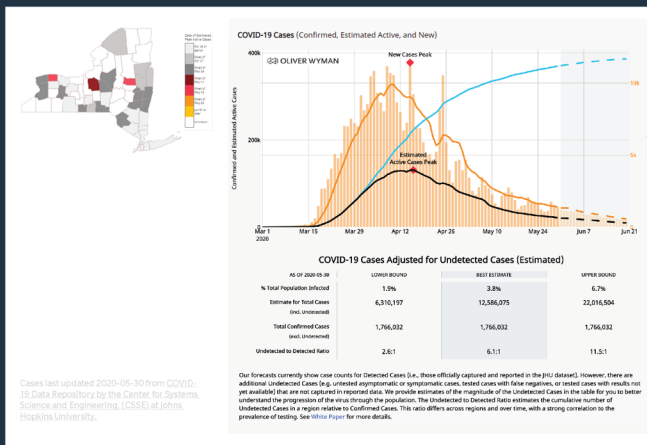 COVID-19 Cases (Confirmed, Estimated Active, and New)
OLIVER WYMAN
New Cases Peak
Estimated
Active Cases Peak
Confirmed and Estimated Active Cases
400k
200k
0
10k
5k
0
Mar 1
2020
Mar 15
Mar 29
Apr 12
Apr 26
May 10
May 24
Jun 7
Jun 21
COVID-19 Cases Adjusted for Undetected Cases (Estimated)
AS OF 2020-05-30 LOWER BOUND BEST ESTIMATE UPPER BOUND
% Total Population Infected 1.9% 3.8% 6.7%
Estimate for Total Cases 6,310,197 12,586,075 22,016,504
(incl. Undetected)
Total Confirmed Cases 1,766,032 1,766,032 1,766,032
(excl. Undetected)
Undetected to Detected Ratio 2.6:1 6.1:1 11.5:1
Our forecasts currently show case counts for Detected Cases (i.e., those officially captured and reported in the JHU dataset). However, there are
additional Undetected Cases (e.g. untested asymptomatic or symptomatic cases, tested cases with false negatives, or tested cases with results not
yet available) that are not captured in reported data. We provide estimates of the magnitude of the Undetected Cases in the table for you to better
understand the progression of the virus through the population. The Undetected to Detected Ratio estimates the cumulative number of
Undetected Cases in a region relative to Confirmed Cases. This ratio differs across regions and over time, with a strong correlation to the
prevalence of testing. See White Paper for more details.
Cases last updated 2020-05-30 from COVID-
19 Data Repository by the Center for Systems
Science and Engineering, (CSSE) at Johns
Hopkins University.